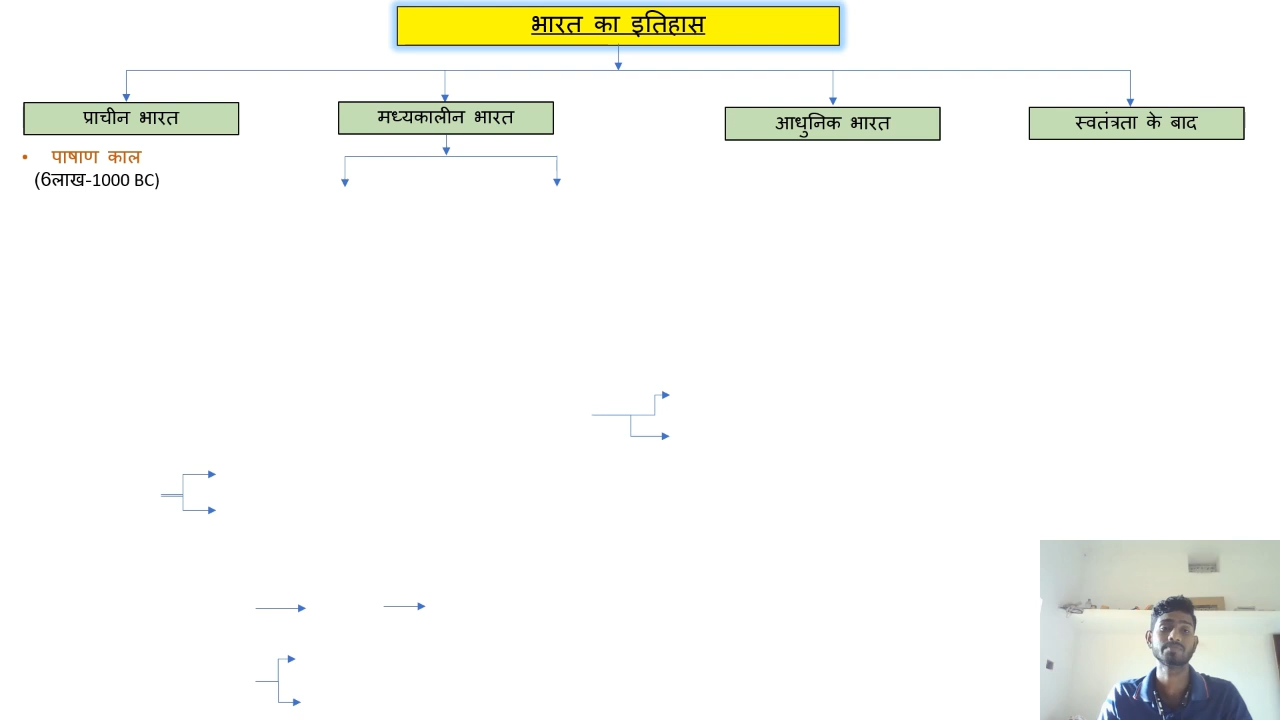 भारत का इतिहास
प्राचीन भारत
मध्यकालीन भारत
आधुनिक भारत
स्वतंत्रता के बाद
• पाषाण काल
(6लाख-1000 BC)